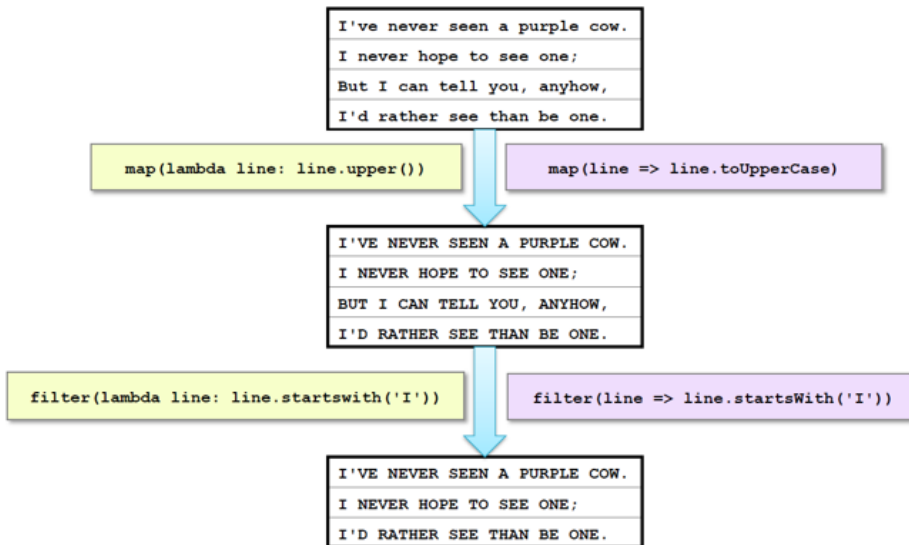 I've never seen a purple cow.
I never hope to see one;
But I can tell you, anyhow,
I'd rather see than be one.
map(lambda line: line.upper())
map(line => line.toUpperCase)
I'VE NEVER SEEN A PURPLE COW.
I NEVER HOPE TO SEE ONE;
BUT I CAN TELL YOU, ANYHOW,
I'D RATHER SEE THAN BE ONE.
filter(lambda line: line.startswith('I'))
filter(line => line.startsWith('I'))
I'VE NEVER SEEN A PURPLE COW.
I NEVER HOPE TO SEE ONE;
I'D RATHER SEE THAN BE ONE.